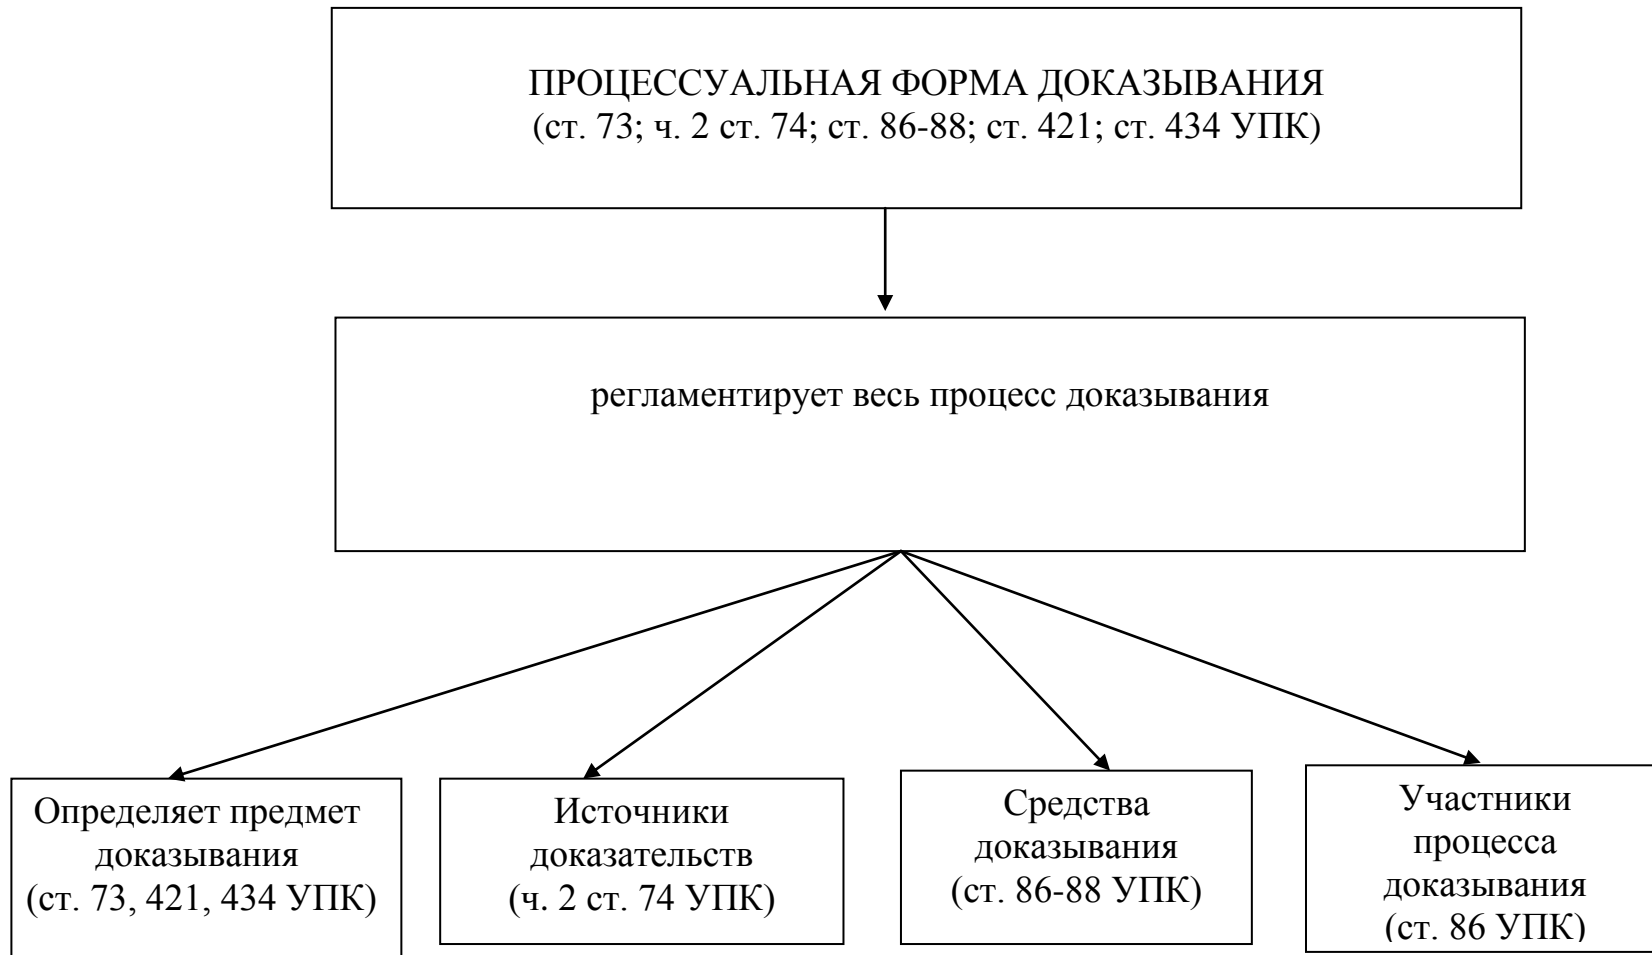 ПРОЦЕССУАЛЬНАЯ ФОРМА ДОКАЗЫВАНИЯ
(ст. 73; ч. 2 ст. 74; ст. 86-88; ст. 421; ст. 434 УПК)
регламентирует весь процесс доказывания
Определяет предмет
доказывания
(ст. 73, 421, 434 УПК)
Источники
доказательств
(ч. 2 ст. 74 УПК)
Средства
доказывания
(ст. 86-88 УПК)
Участники
процесса
доказывания
(ст. 86 УПК)